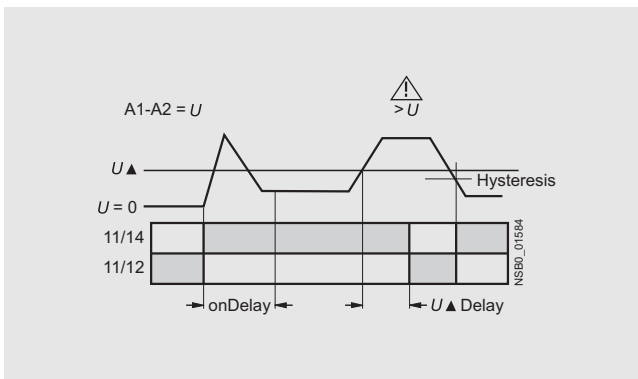 A1-A2 = U
> U
U▲
Hysteresis
U = 0
11/14
11/12
NSB0_01584
onDelay
U▲Delay